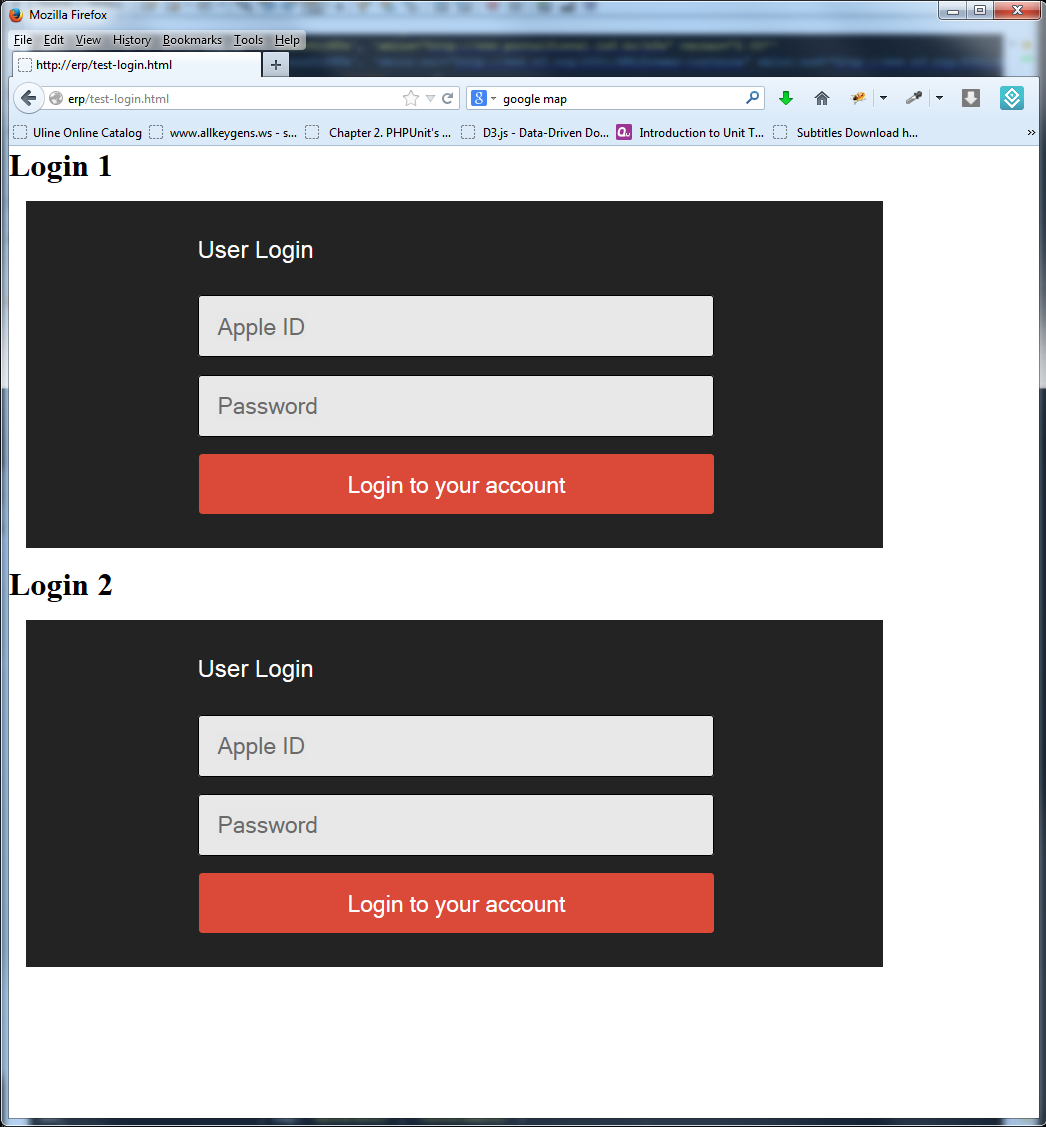 Mozilla Firefox
File Edit View History Bookmarks Tools Help
http://erp/test-login.html
erp/test-login.html
8 google map
Uline Online Catalog www.allkeygens.ws - s... Chapter 2. PHPUnit's ... D3.js - Data-Driven Do... Qu Introduction to Unit T... Subtitles Download h... »
Login 1
User Login
Apple ID
Password
Login to your account
Login 2
User Login
Apple ID
Password
Login to your account